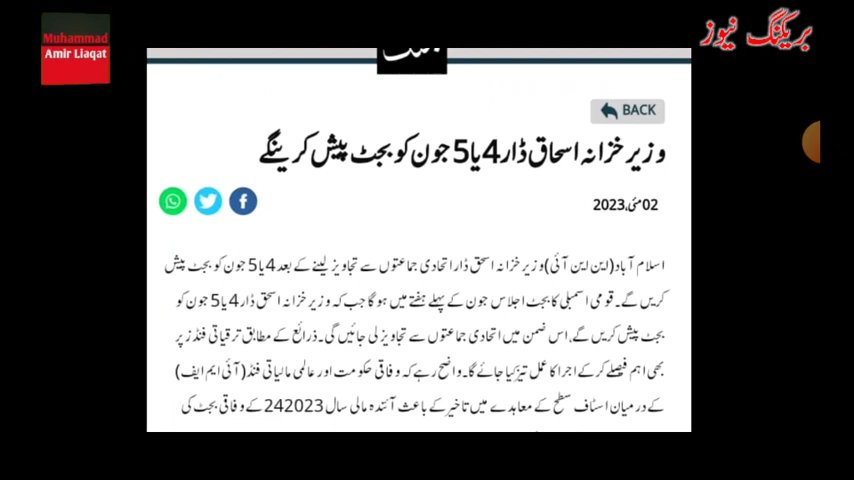 Muhammad
Amir Liaqat
بریکنگ نیوز
BACK
وزیر خزانہ اسحاق ڈار 4 یا 5 جون کو بجٹ پیش کرینگے
02 مئی، 2023
اسلام آباد (این این آئی) وزیر خزانہ اسحق ڈار اتحادی جماعتوں سے تجاویز لینے کے بعد 4 یا 5 جون کو بجٹ پیش
کریں گے۔ قومی اسمبلی کا بجٹ اجلاس جون کے پہلے ہفتے میں ہو گا جب کہ وزیر خزانہ اسحق ڈار 4 یا 5 جون کو
بجٹ پیش کریں گے، اس ضمن میں اتحادی جماعتوں سے تجاویز لی جائیں گی۔ ذرائع کے مطابق ترقیاتی فنڈز پر
بھی اہم فیصلے کر کے اجرا کا عمل تیز کیا جائے گا۔ واضح رہے کہ وفاقی حکومت اور عالمی مالیاتی فنڈ (آئی ایم ایف)
کے درمیان اسٹاف سطح کے معاہدے میں تاخیر کے باعث آئندہ مالی سال 242023 کے وفاقی بجٹ کی